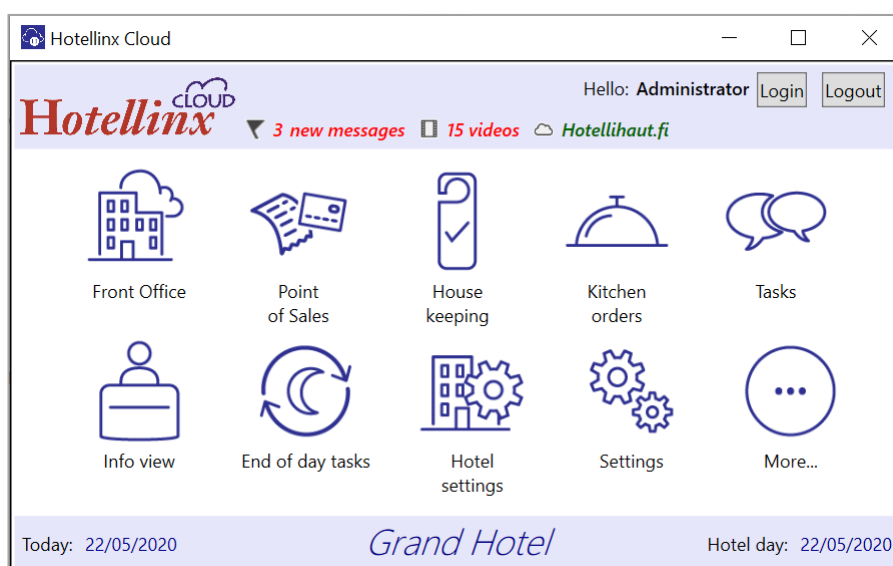 Hotellinx Cloud
Hello: Administrator Login Logout
Hotellinx CLOUD
3 new messages 15 videos Hotellihaut.fi
Front Office
Point
of Sales
House
keeping
Kitchen
orders
Tasks
Info view
End of day tasks
Hotel
settings
Settings
More...
Today: 22/05/2020
Grand Hotel
Hotel day: 22/05/2020